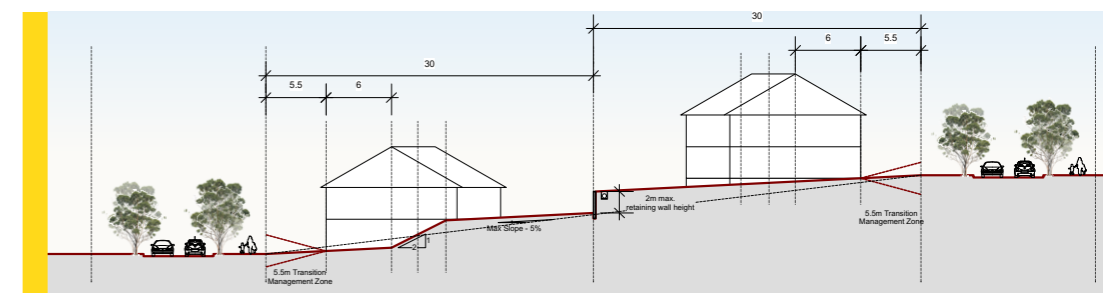 30
6
5.5
30
5.5
6
2m max.
retaining wall height
5.5m Transition
Management Zone
Max Slope - 5%
1
2
5.5m Transition
Management Zone